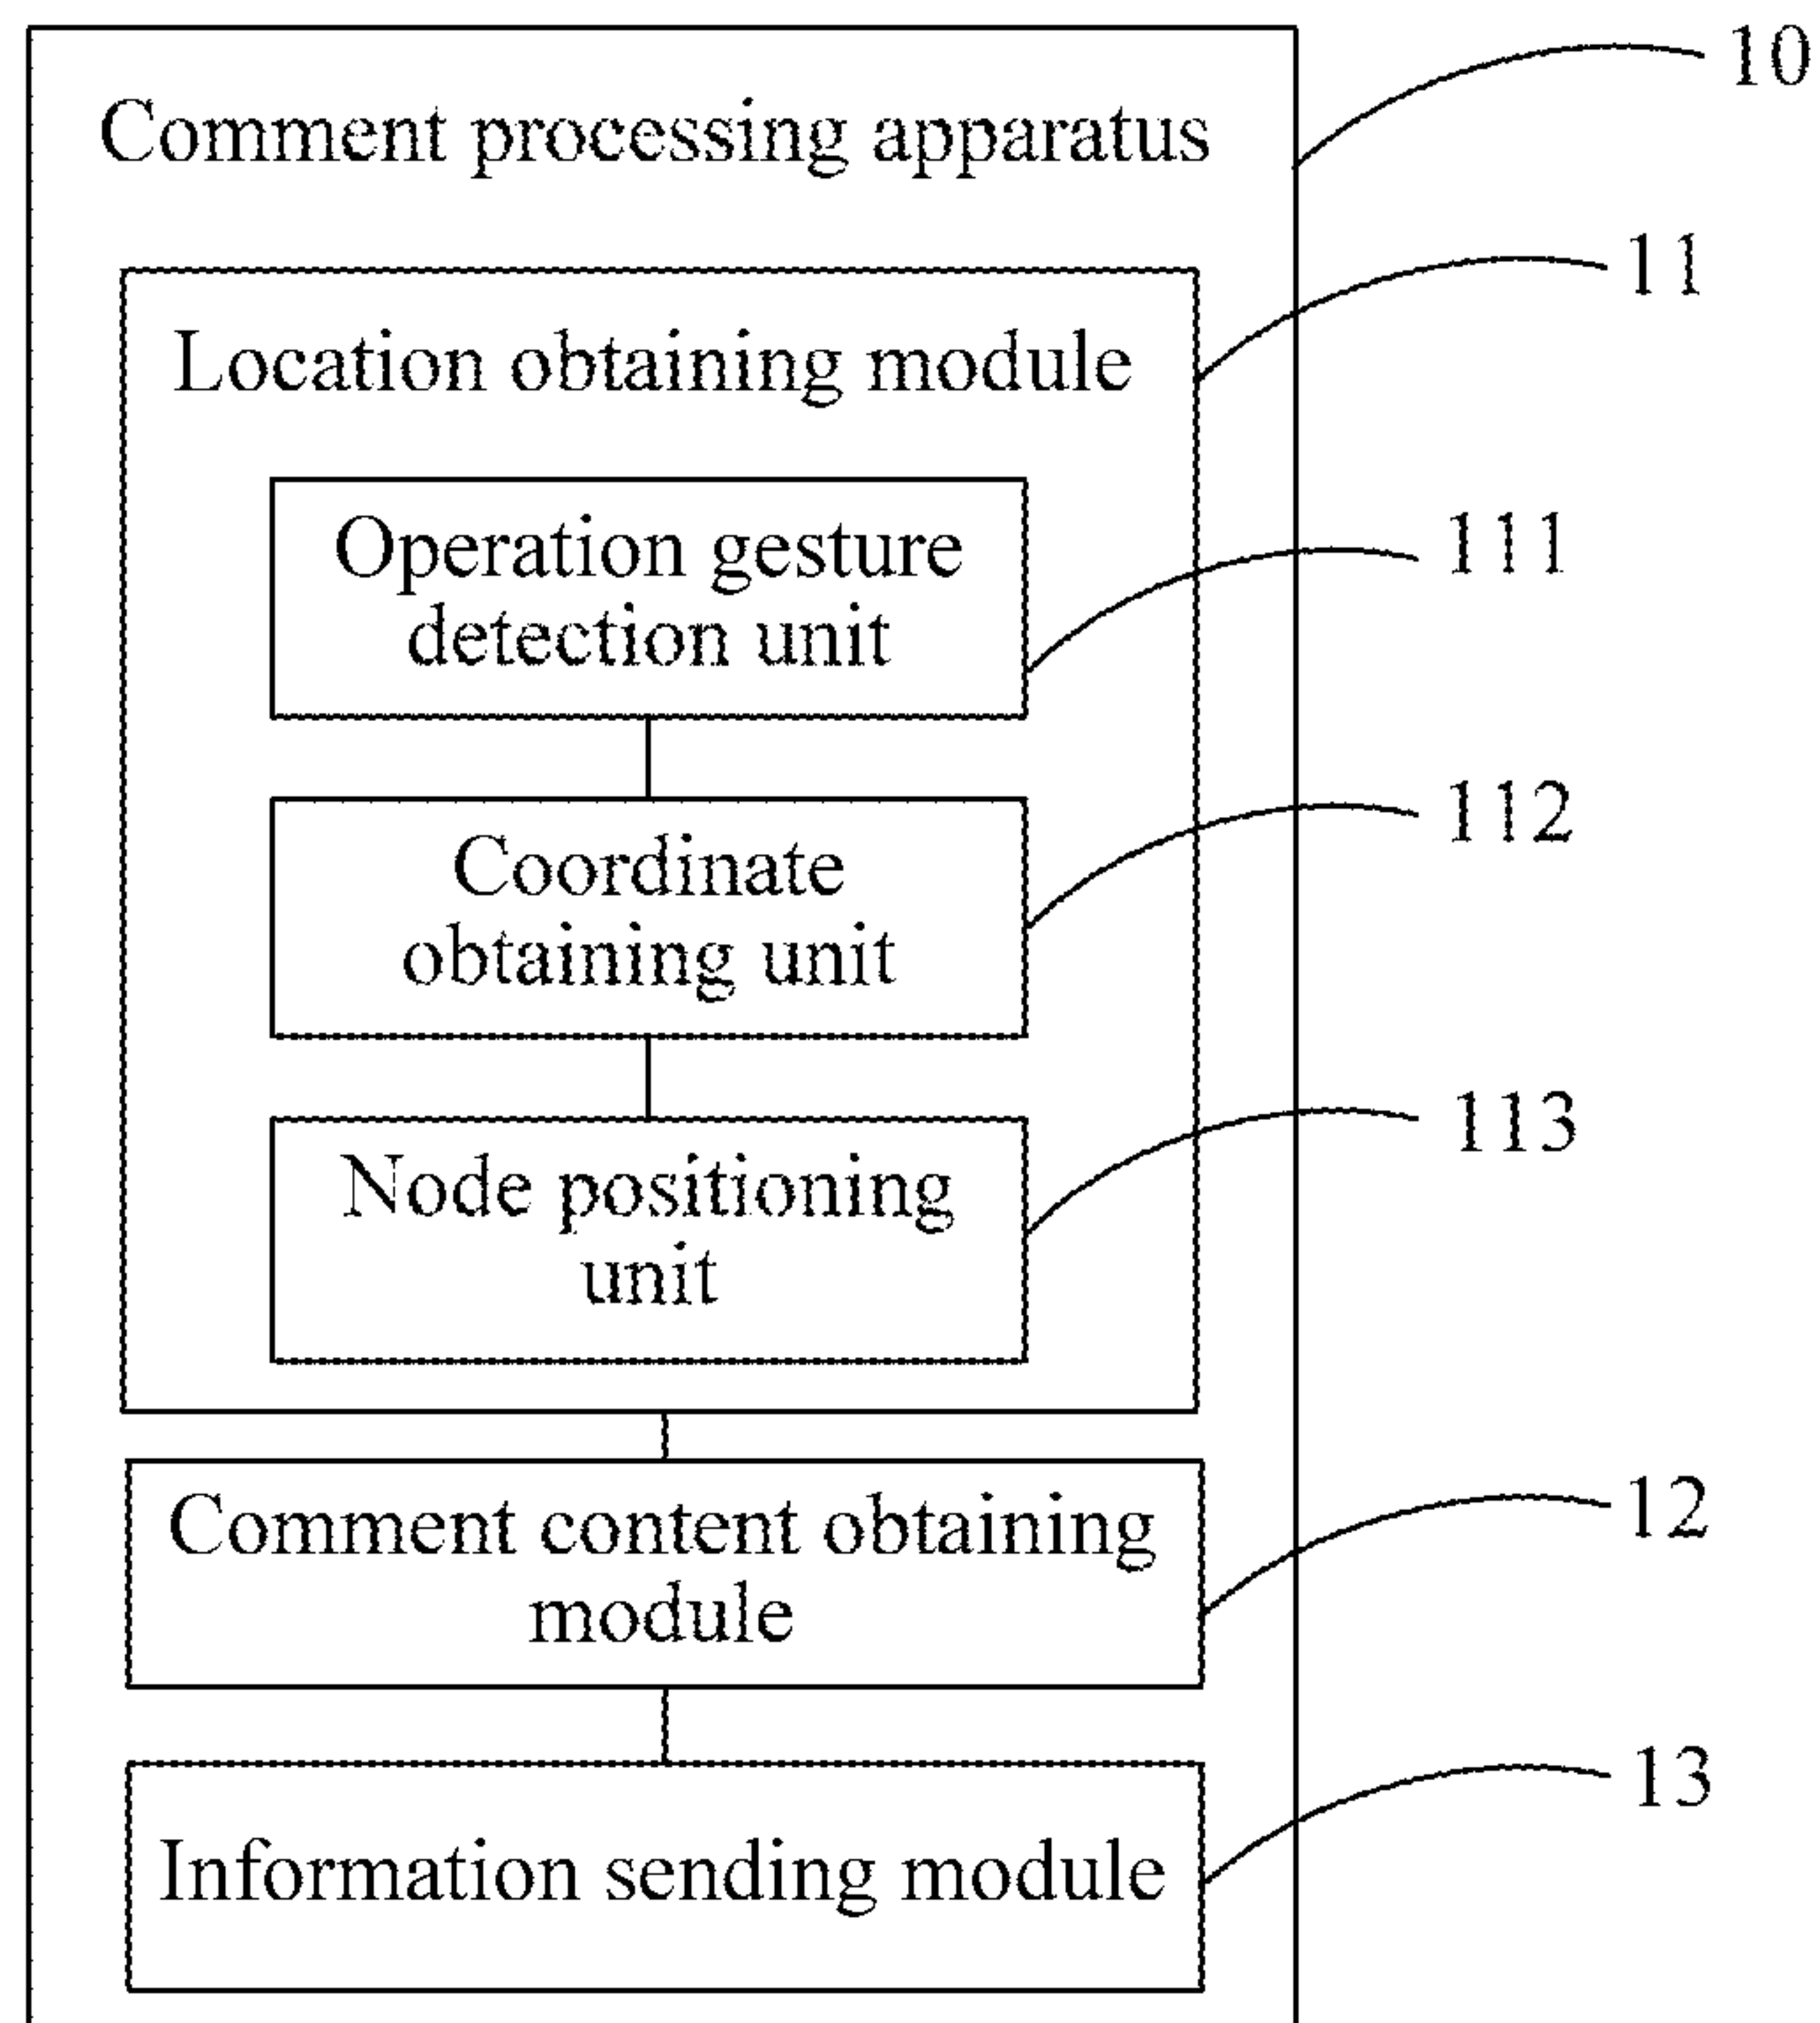 10
Comment processing apparatus
11
Location obtaining module
111
Operation gesture
detection unit
112
Coordinate
obtaining unit
113
Node positioning
unit
12
Comment content obtaining
module
13
Information sending module